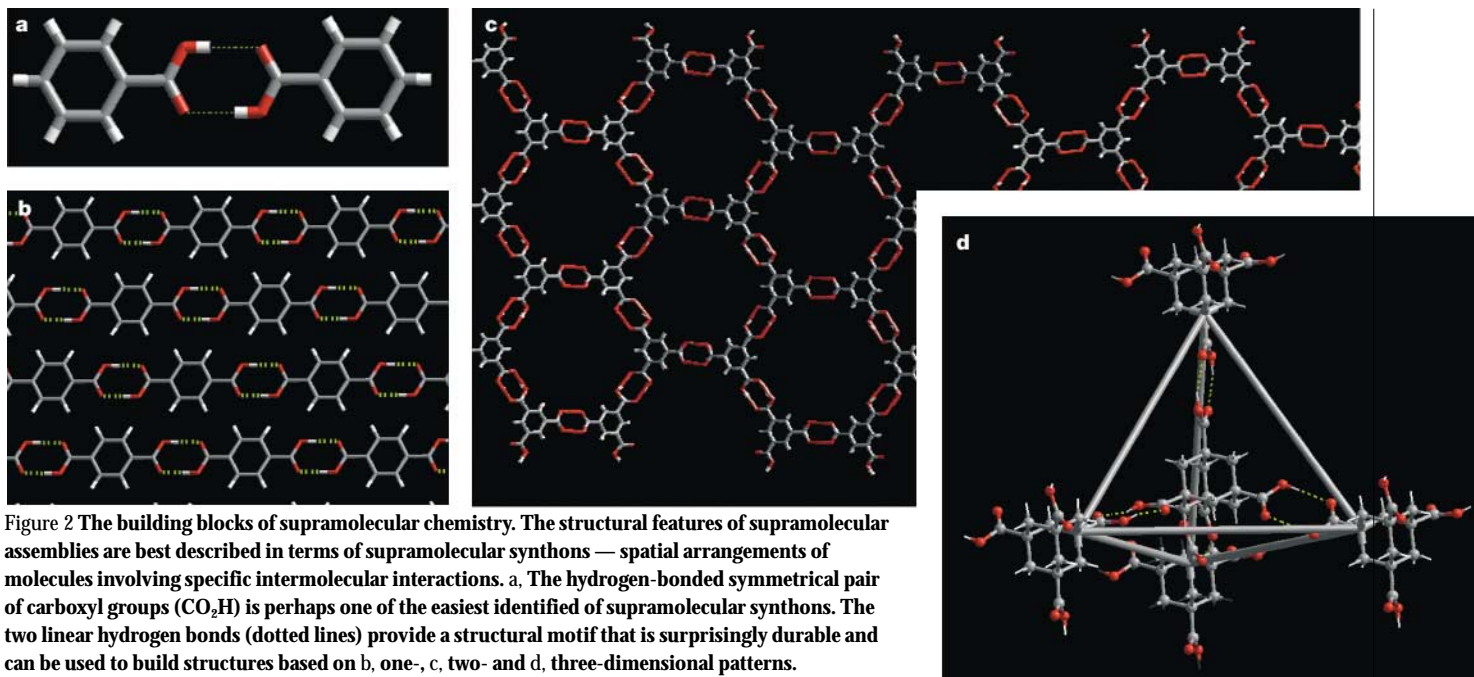 a
b
c
d
Figure 2 The building blocks of supramolecular chemistry. The structural features of supramolecular
assemblies are best described in terms of supramolecular synthons — spatial arrangements of
molecules involving specific intermolecular interactions. a, The hydrogen-bonded symmetrical pair
of carboxyl groups (CO₂H) is perhaps one of the easiest identified of supramolecular synthons. The
two linear hydrogen bonds (dotted lines) provide a structural motif that is surprisingly durable and
can be used to build structures based on b, one-, c, two- and d, three-dimensional patterns.